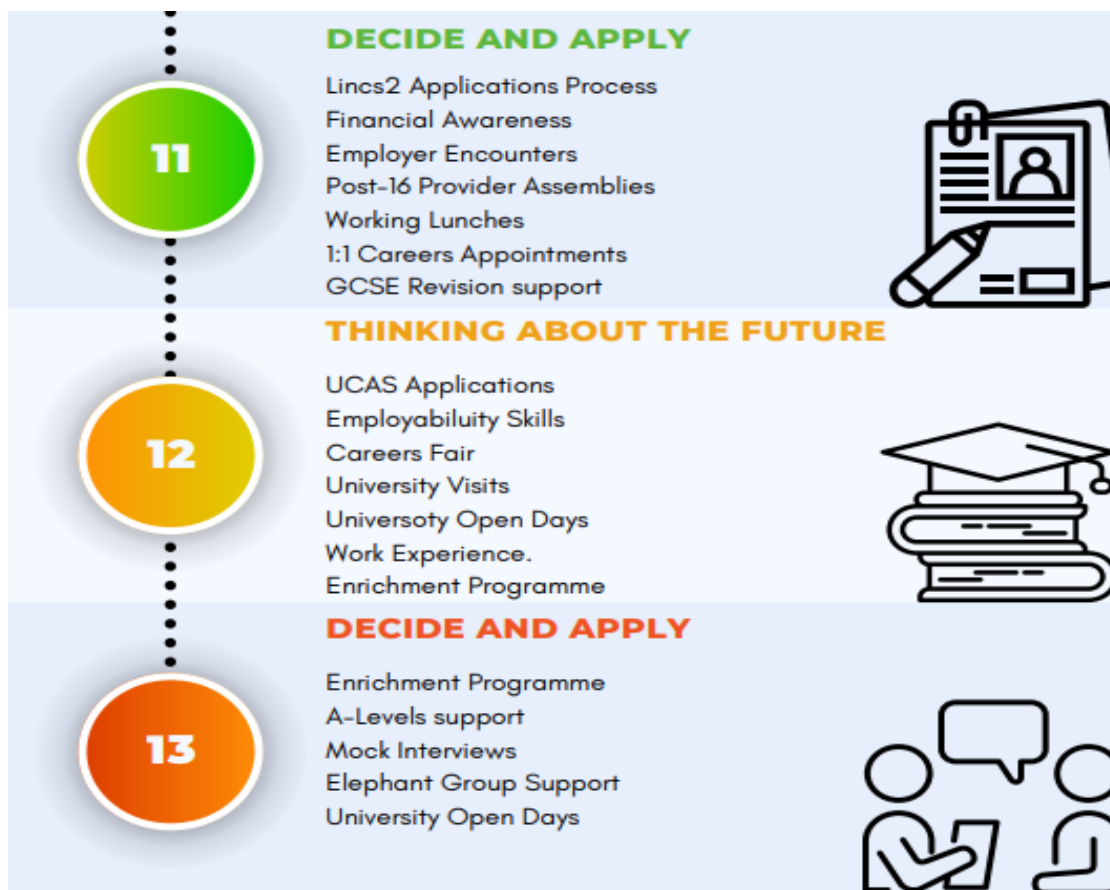 DECIDE AND APPLY
Lincs2 Applications Process
Financial Awareness
Employer Encounters
11
Post-16 Provider Assemblies
Working Lunches
1:1 Careers Appointments
GCSE Revision support
THINKING ABOUT THE FUTURE
UCAS Applications
Employabiluity Skills
12
Careers Fair
University Visits
Universoty Open Days
Work Experience.
Enrichment Programme
DECIDE AND APPLY
Enrichment Programme
A-Levels support
13
Mock Interviews
Elephant Group Support
University Open Days